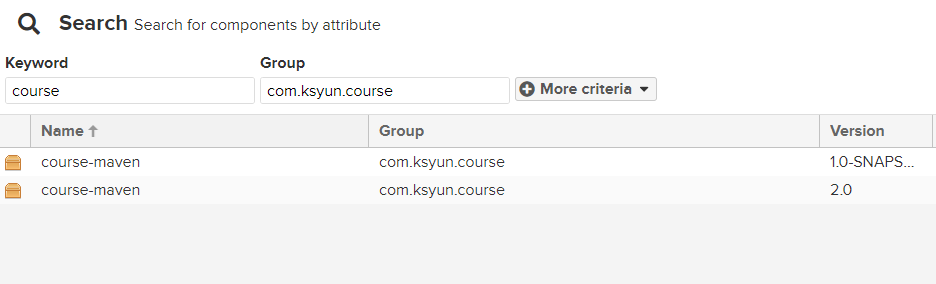 Search Search for components by attribute
Keyword Group
course com.ksyun.course More criteria
Name Group Version
course-maven com.ksyun.course 1.0-SNAPS...
course-maven com.ksyun.course 2.0